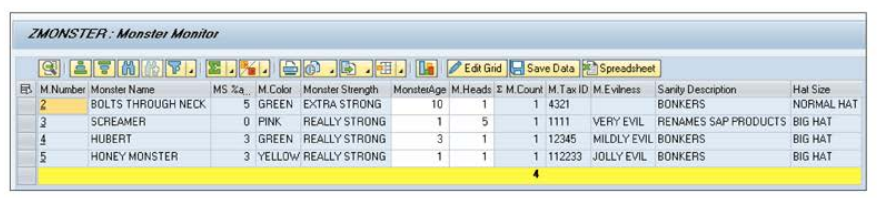 ZMONSTER : Monster Monitor
Edit Grid Save Data Spreadsheet
M.Number Monster Name MS %a... M.Color Monster Strength MonsterAge M.Heads Σ M.Count M.Tax ID M.Evilness Sanity Description Hat Size
2 BOLTS THROUGH NECK 5 GREEN EXTRA STRONG 10 1 1 4321 BONKERS NORMAL HAT
3 SCREAMER 0 PINK REALLY STRONG 1 5 1 1111 VERY EVIL RENAMES SAP PRODUCTS BIG HAT
4 HUBERT 3 GREEN REALLY STRONG 3 1 1 12345 MILDLY EVIL BONKERS BIG HAT
5 HONEY MONSTER 3 YELLOW REALLY STRONG 1 1 1 112233 JOLLY EVIL BONKERS BIG HAT
4